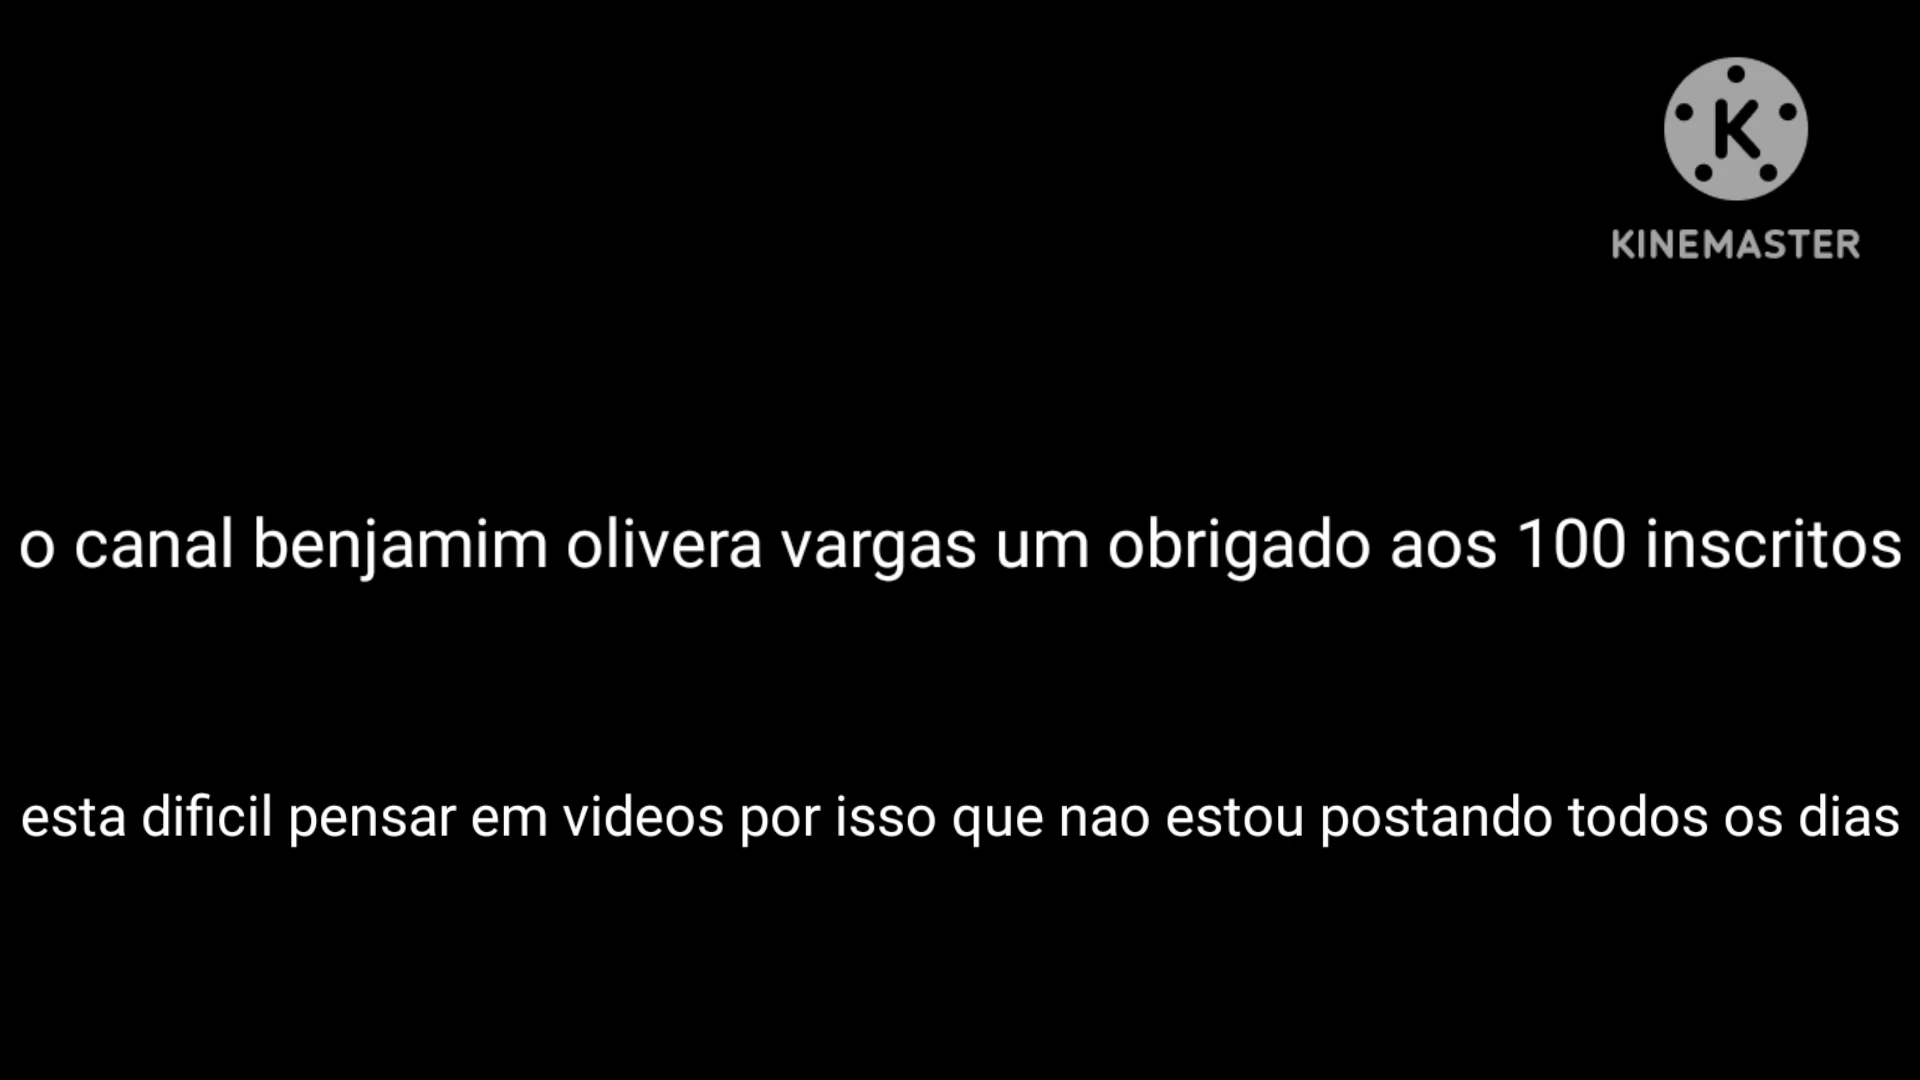 K
KINEMASTER
o canal benjamim olivera vargas um obrigado aos 100 inscritos
esta dificil pensar em videos por isso que nao estou postando todos os dias